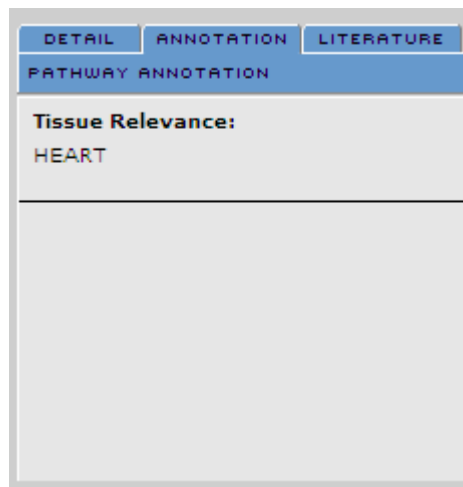 DETAIL ANNOTATION LITERATURE
PATHWAY ANNOTATION
Tissue Relevance:
HEART